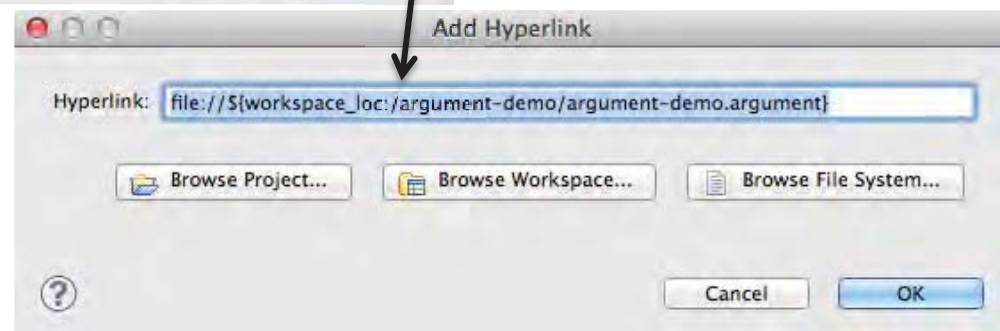 Add Hyperlink
Hyperlink: file://${workspace_loc:/argument-demo/argument-demo.argument}
Browse Project... Browse Workspace... Browse File System...
? Cancel OK